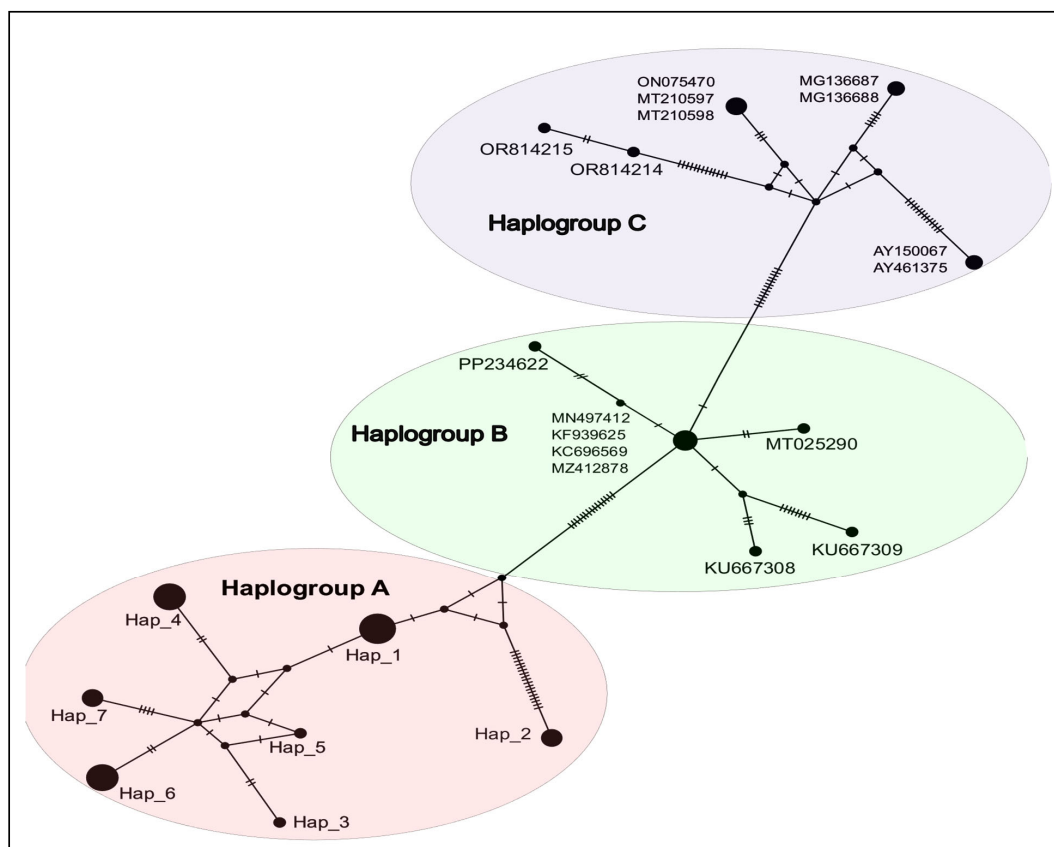 ON075470
MT210597
MT210598
MG136687
MG136688
OR814215
OR814214
Haplogroup C
AY150067
AY461375
PP234622
MN497412
KF939625
KC696569
MZ412878
Haplogroup B
MT025290
KU667309
KU667308
Haplogroup A
Hap_4
Hap_1
Hap_7
Hap_5
Hap_2
Hap_6
Hap_3